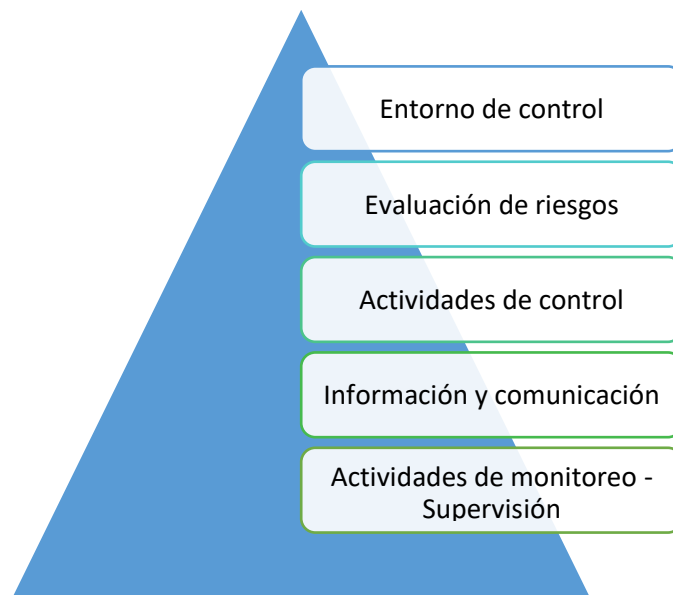 Entorno de control
Evaluación de riesgos
Actividades de control
Información y comunicación
Actividades de monitoreo -
Supervisión